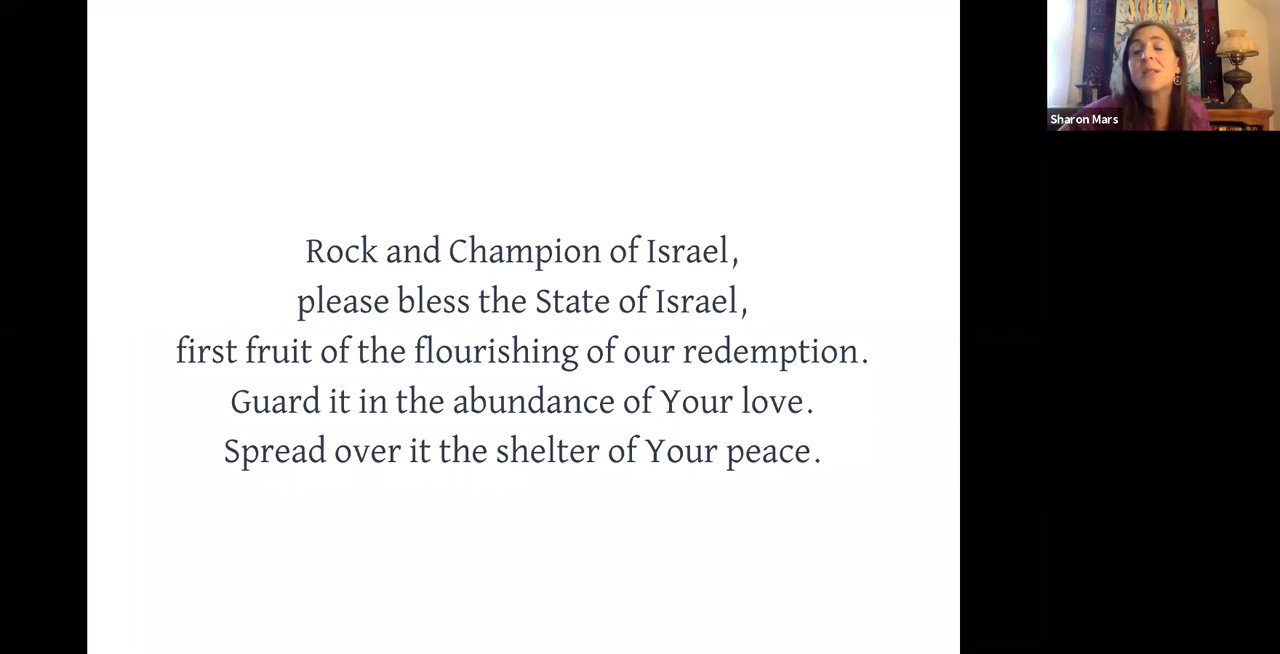 Rock and Champion of Israel,
please bless the State of Israel,
first fruit of the flourishing of our redemption.
Guard it in the abundance of Your love.
Spread over it the shelter of Your peace.
Sharon Mars